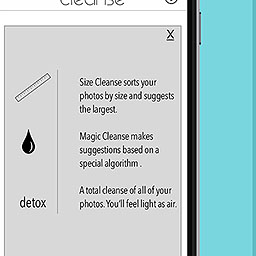 cleanse
X
Size Cleanse sorts your
photos by size and suggests
the largest.
Magic Cleanse makes
suggestions based on a
special algorithm .
detox
A total cleanse of all of your
photos. You'll feel light as air.